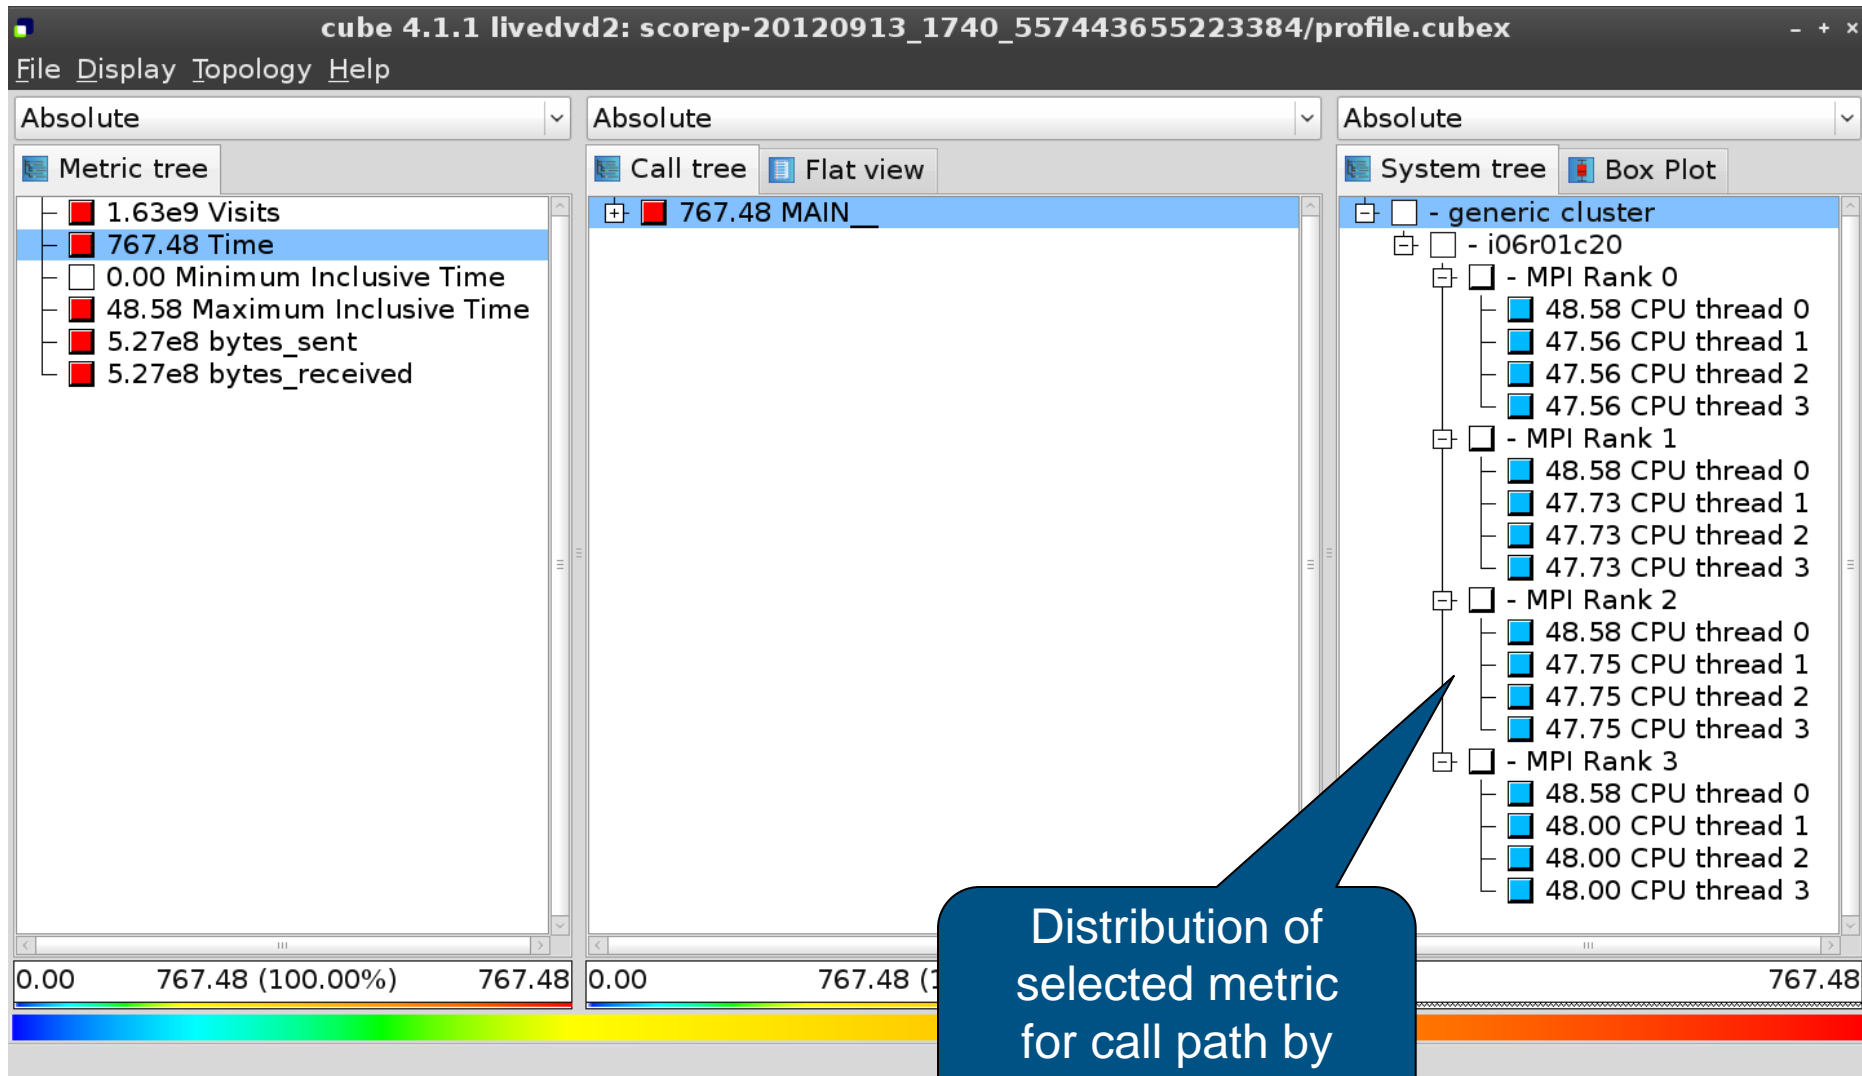 cube 4.1.1 livedvd2: scorep-20120913_1740_557443655223384/profile.cubex
File Display Topology Help
Absolute
Metric tree
1.63e9 Visits
767.48 Time
0.00 Minimum Inclusive Time
48.58 Maximum Inclusive Time
5.27e8 bytes_sent
5.27e8 bytes_received
0.00 767.48 (100.00%) 767.48
Absolute
Call tree Flat view
767.48 MAIN__
0.00 767.48 (1
Absolute
System tree Box Plot
- generic cluster
- i06r01c20
- MPI Rank 0
48.58 CPU thread 0
47.56 CPU thread 1
47.56 CPU thread 2
47.56 CPU thread 3
- MPI Rank 1
48.58 CPU thread 0
47.73 CPU thread 1
47.73 CPU thread 2
47.73 CPU thread 3
- MPI Rank 2
48.58 CPU thread 0
47.75 CPU thread 1
47.75 CPU thread 2
47.75 CPU thread 3
- MPI Rank 3
48.58 CPU thread 0
48.00 CPU thread 1
48.00 CPU thread 2
48.00 CPU thread 3
767.48
Distribution of
selected metric
for call path by